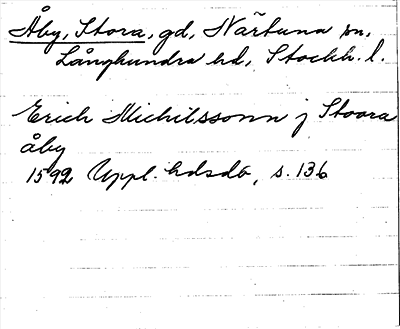 Åby, Stora, gd, Närtuna sn,
Långhundra hd, Stockh. l.
Erich Michilssonn j Stoora
åby
1592 Uppl. hdsdb, s. 136